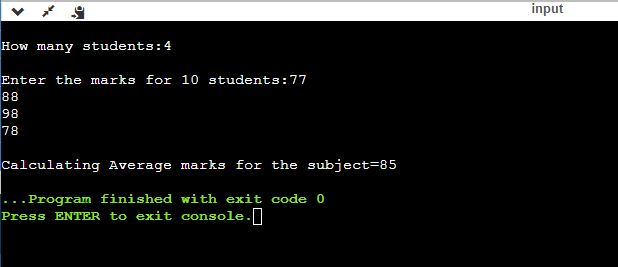 input
How many students:4
Enter the marks for 10 students:77
88
98
78
Calculating Average marks for the subject=85
...Program finished with exit code 0
Press ENTER to exit console.